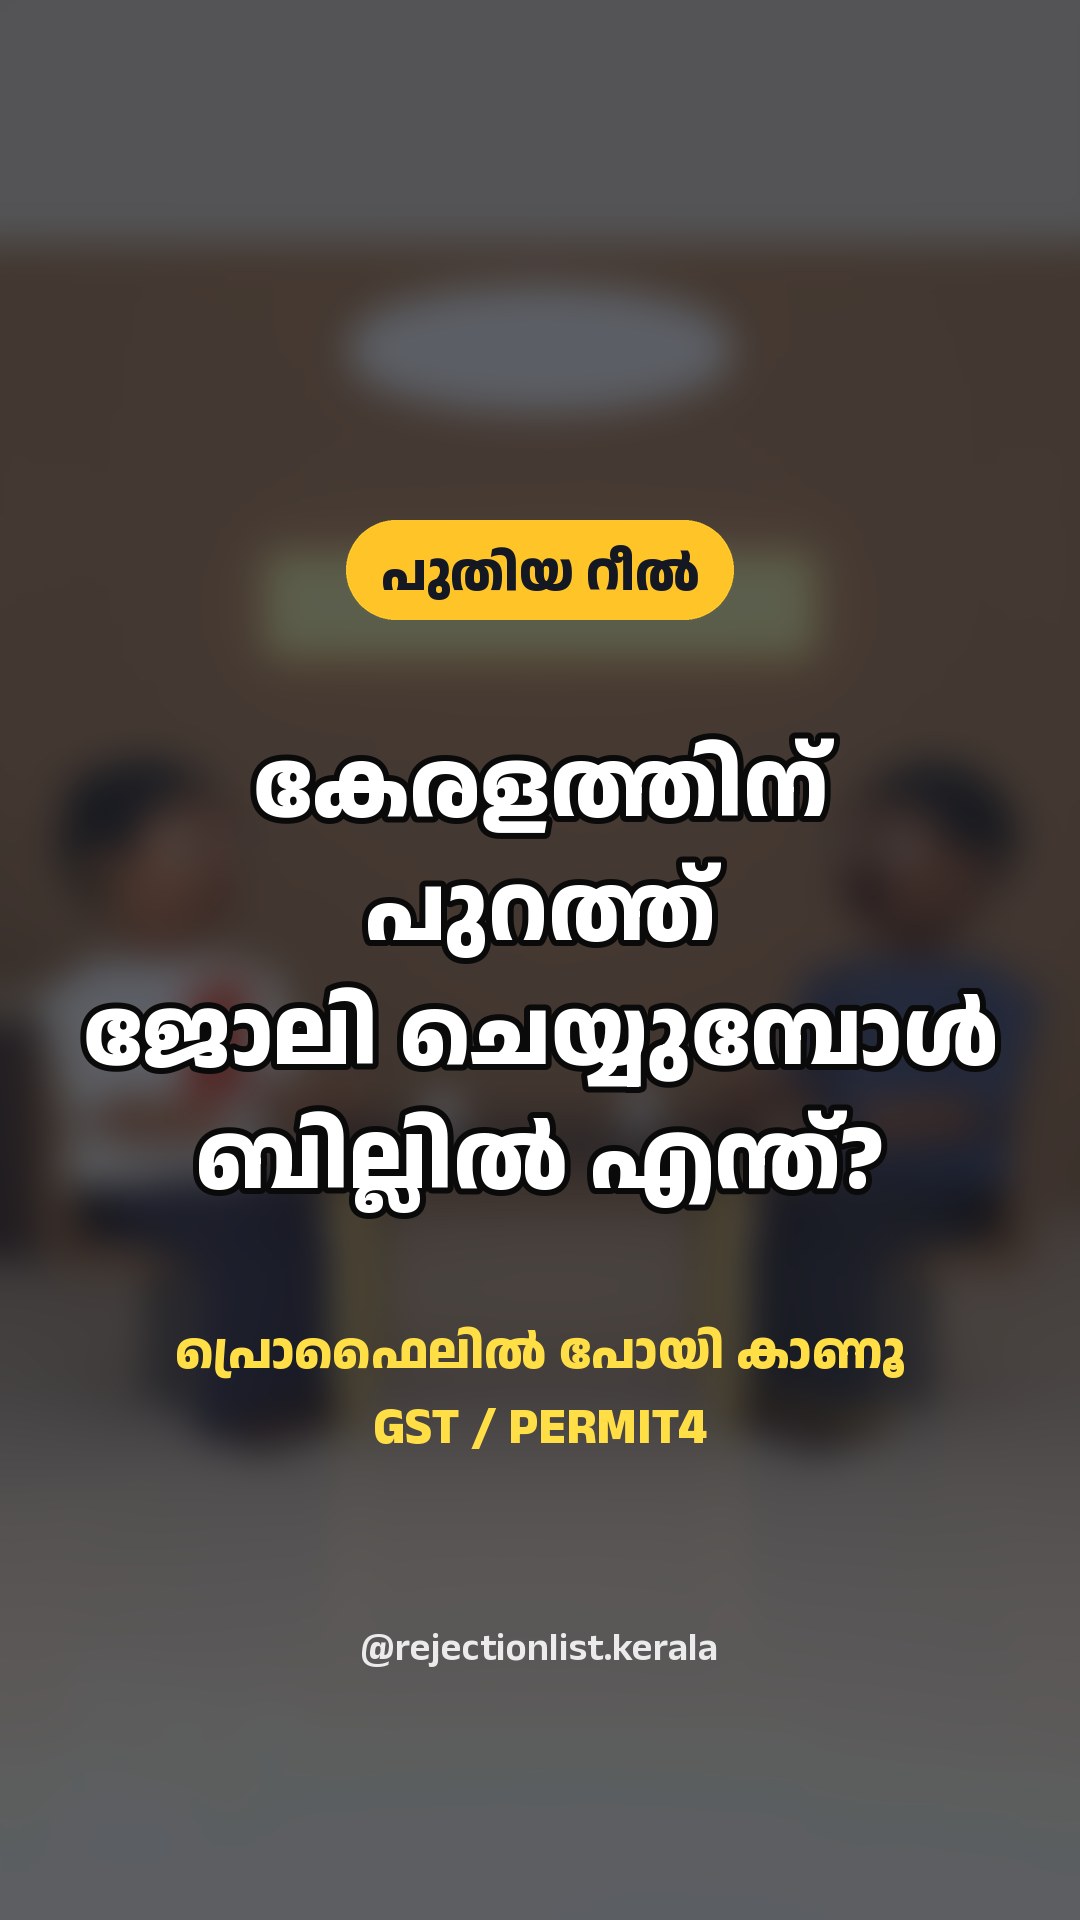 പുതിയ റീൽ
കേരളത്തിന്
പുറത്ത്
ജോലി ചെയ്യുമ്പോൾ
ബില്ലിൽ എന്ത്?
പ്രൊഫൈലിൽ പോയി കാണൂ
GST / PERMIT4
@rejectionlist.kerala